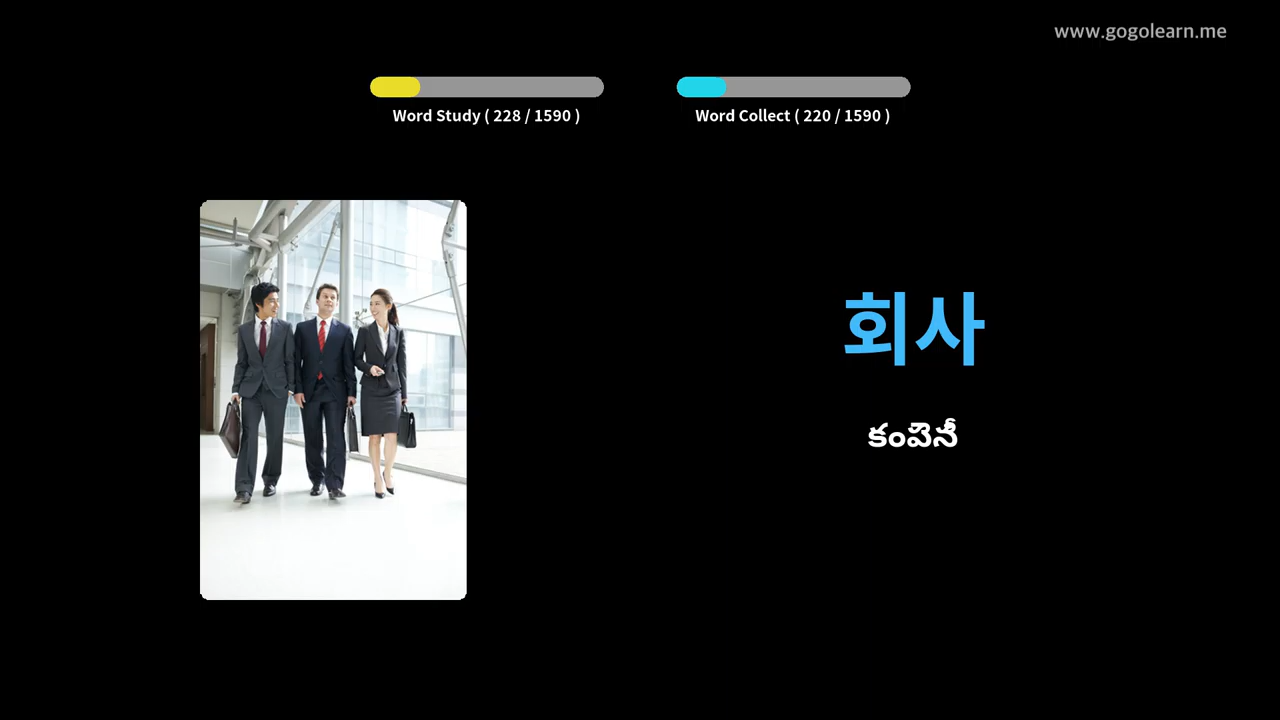 www.gogolearn.me
Word Study ( 228 / 1590 )
Word Collect ( 220 / 1590 )
회사
కంపెనీ